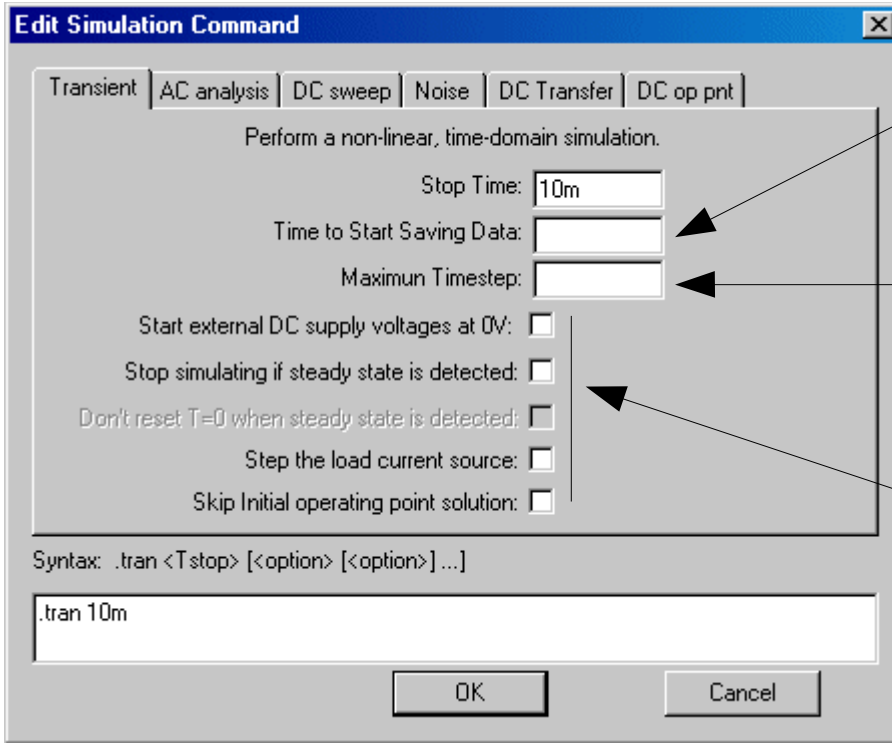 Edit Simulation Command
Transient AC analysis DC sweep Noise DC Transfer DC op pnt
Perform a non-linear, time-domain simulation.
Stop Time: 10m
Time to Start Saving Data:
Maximun Timestep:
Start external DC supply voltages at 0V:
Stop simulating if steady state is detected:
Don't reset T=0 when steady state is detected:
Step the load current source:
Skip Initial operating point solution:
Syntax: .tran <Tstop> [<option> [<option>] ...]
.tran 10m
OK Cancel